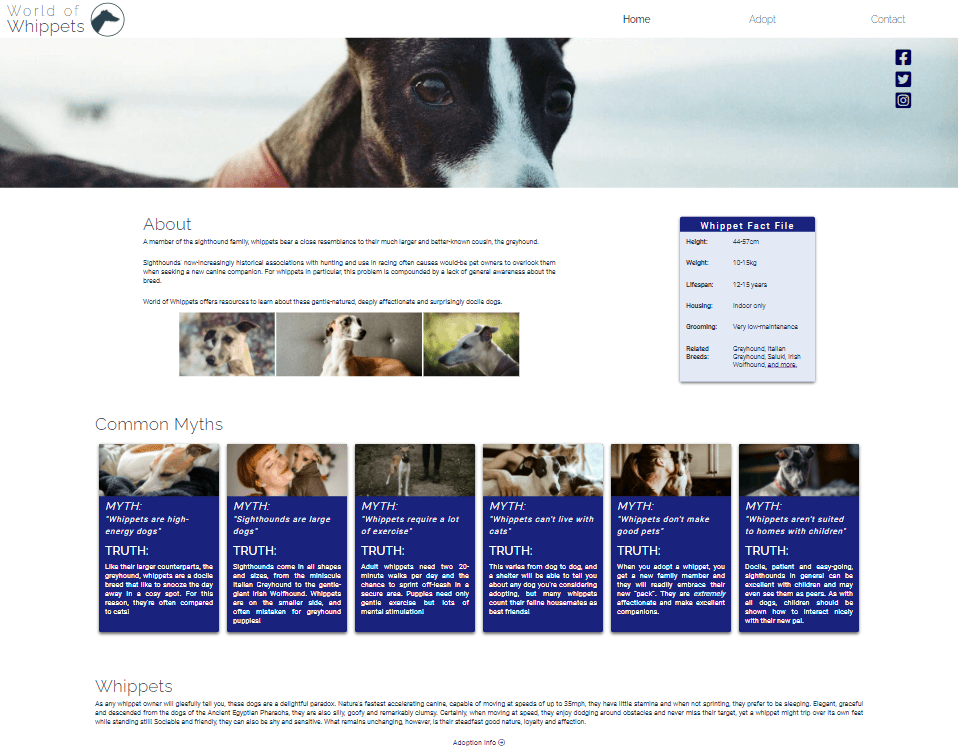 World of
Whippets
Home
Adopt
Contact
About
A member of the sighthound family, whippets bear a close resemblance to their much larger and better-known cousin, the greyhound.
Sighthounds' now-increasingly historical associations with hunting and use in racing often causes would-be pet owners to overlook them
when seeking a new canine companion. For whippets in particular, this problem is compounded by a lack of general awareness about the
breed.
World of Whippets offers resources to learn about these gentle-natured, deeply affectionate and surprisingly docile dogs.
Whippet Fact File
Height: 44-57cm
Weight: 10-15kg
Lifespan: 12-15 years
Housing: Indoor only
Grooming: Very low-maintenance
Related Greyhound, Italian
Breeds: Greyhound, Saluki, Irish
Wolfhound, and more.
Common Myths
MYTH:
"Whippets are high-
energy dogs"
TRUTH:
Like their larger counterparts, the
greyhound, whippets are a docile
breed that like to snooze the day
away in a cosy spot. For this
reason, they're often compared
to cats!
MYTH:
"Sighthounds are large
dogs"
TRUTH:
Sighthounds come in all shapes
and sizes, from the miniscule
Italian Greyhound to the gentle-
giant Irish Wolfhound. Whippets
are on the smaller side, and
often mistaken for greyhound
puppies!
MYTH:
"Whippets require a lot
of exercise"
TRUTH:
Adult whippets need two 20-
minute walks per day and the
chance to sprint off-leash in a
secure area. Puppies need only
gentle exercise but lots of
mental stimulation!
MYTH:
"Whippets can't live with
cats"
TRUTH:
This varies from dog to dog, and
a shelter will be able to tell you
about any dog you're considering
adopting, but many whippets
count their feline housemates as
best friends!
MYTH:
"Whippets don't make
good pets"
TRUTH:
When you adopt a whippet, you
get a new family member and
they will readily embrace their
new "pack". They are extremely
affectionate and make excellent
companions.
MYTH:
"Whippets aren't suited
to homes with children"
TRUTH:
Docile, patient and easy-going,
sighthounds in general can be
excellent with children and may
even see them as peers. As with
all dogs, children should be
shown how to interact nicely
with their new pal.
Whippets
As any whippet owner will gleefully tell you, these dogs are a delightful paradox. Nature's fastest accelerating canine, capable of moving at speeds of up to 35mph, they have little stamina and when not sprinting, they prefer to be sleeping. Elegant, graceful
and descended from the dogs of the Ancient Egyptian Pharaohs, they are also silly, goofy and remarkably clumsy. Certainly, when moving at speed, they enjoy dodging around obstacles and never miss their target, yet a whippet might trip over its own feet
while standing still! Sociable and friendly, they can also be shy and sensitive. What remains unchanging, however, is their steadfast good nature, loyalty and affection.
Adoption Info